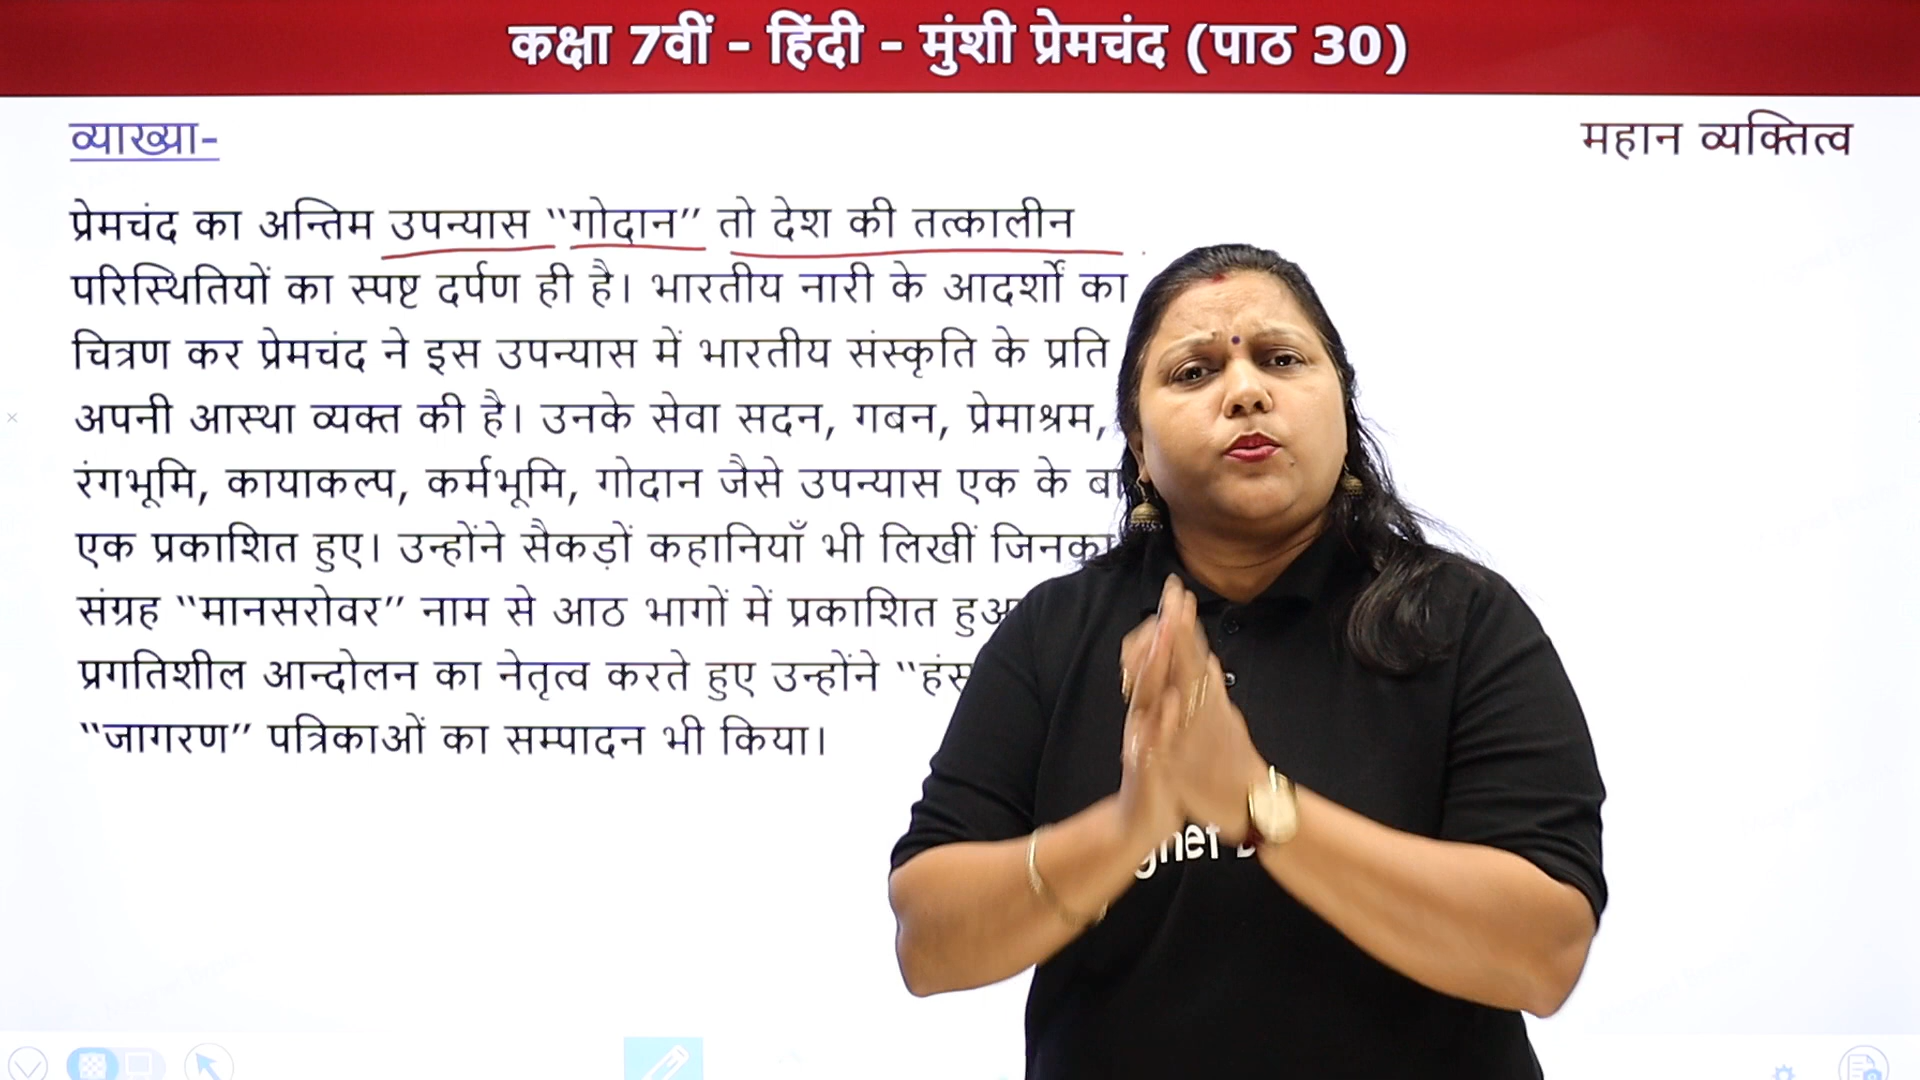 कक्षा 7वीं - हिंदी - मुंशी प्रेमचंद (पाठ 30)
व्याख्या-
महान व्यक्तित्व
प्रेमचंद का अन्तिम उपन्यास "गोदान" तो देश की तत्कालीन
परिस्थितियों का स्पष्ट दर्पण ही है। भारतीय नारी के आदर्शों का
चित्रण कर प्रेमचंद ने इस उपन्यास में भारतीय संस्कृति के प्रति
अपनी आस्था व्यक्त की है। उनके सेवा सदन, गबन, प्रेमाश्रम,
रंगभूमि, कायाकल्प, कर्मभूमि, गोदान जैसे उपन्यास एक के
एक प्रकाशित हुए। उन्होंने सैकड़ों कहानियाँ भी लिखीं
संग्रह "मानसरोवर" नाम से आठ भागों में प्रकाशित
प्रगतिशील आन्दोलन का नेतृत्व करते हुए उन्होंने "हंस
"जागरण" पत्रिकाओं का सम्पादन भी किया।